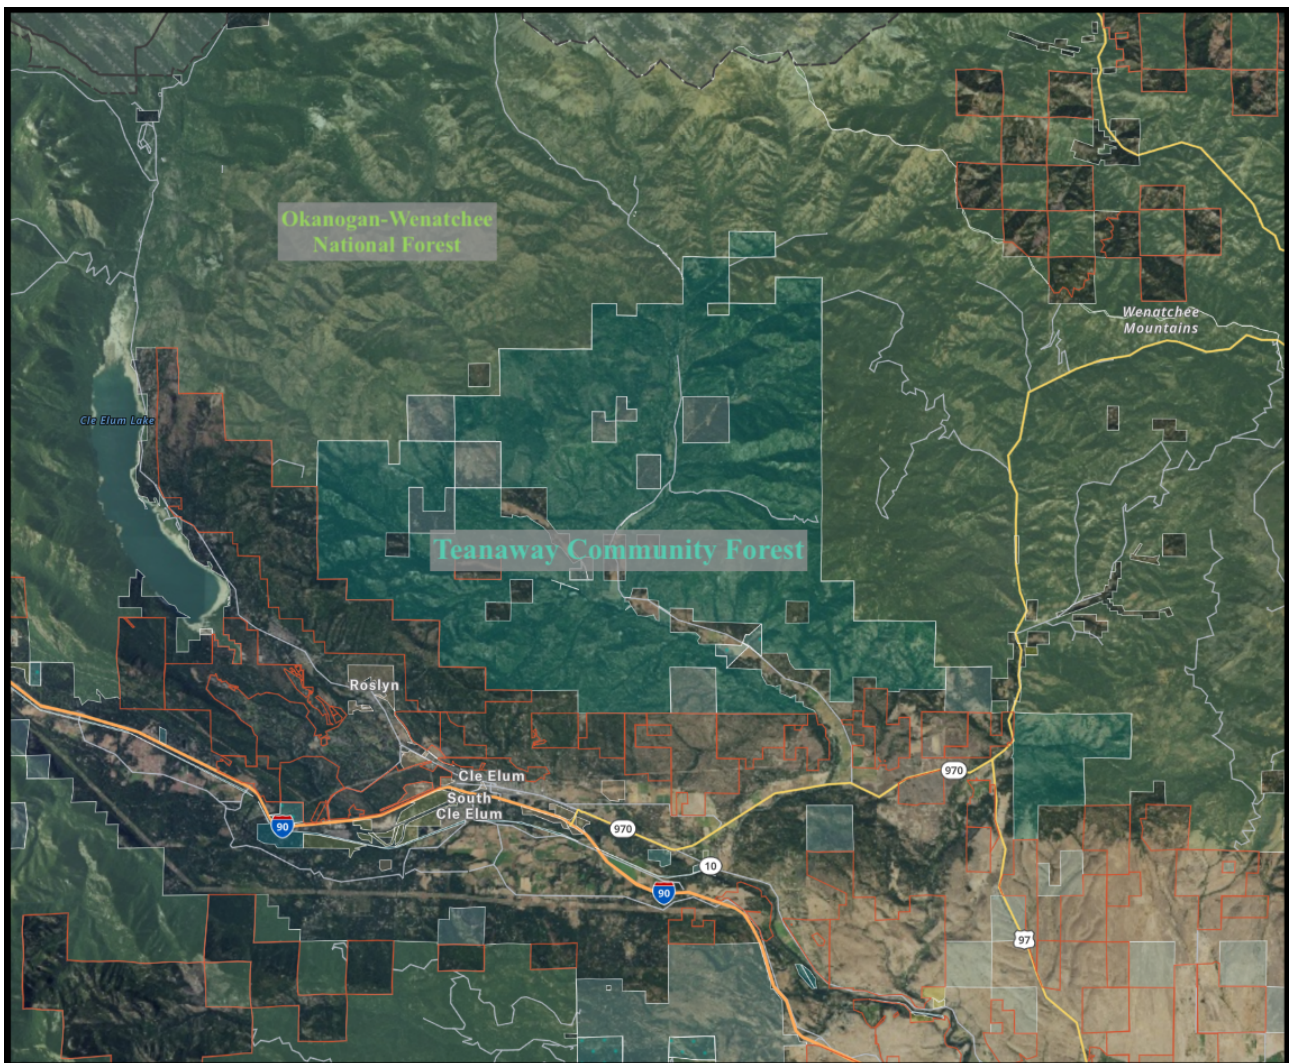 Okanogan-Wenatchee
National Forest
Wenatchee
Mountains
Cle Elum Lake
Teanaway Community Forest
Roslyn
Cle Elum
South
Cle Elum
970
90
970
10
90
97